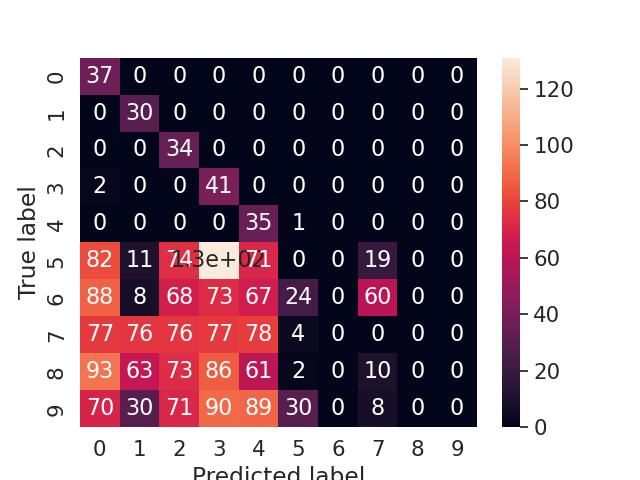 0 37 0 0 0 0 0 0 0 0 0
1 0 30 0 0 0 0 0 0 0 0
2 0 0 34 0 0 0 0 0 0 0
3 2 0 0 41 0 0 0 0 0 0
4 0 0 0 0 35 1 0 0 0 0
5 82 11 74 1.3e+02 71 0 0 19 0 0
6 88 8 68 73 67 24 0 60 0 0
7 77 76 76 77 78 4 0 0 0 0
8 93 63 73 86 61 2 0 10 0 0
9 70 30 71 90 89 30 0 8 0 0
0 1 2 3 4 5 6 7 8 9
True label
Predicted label
120
100
80
60
40
20
0